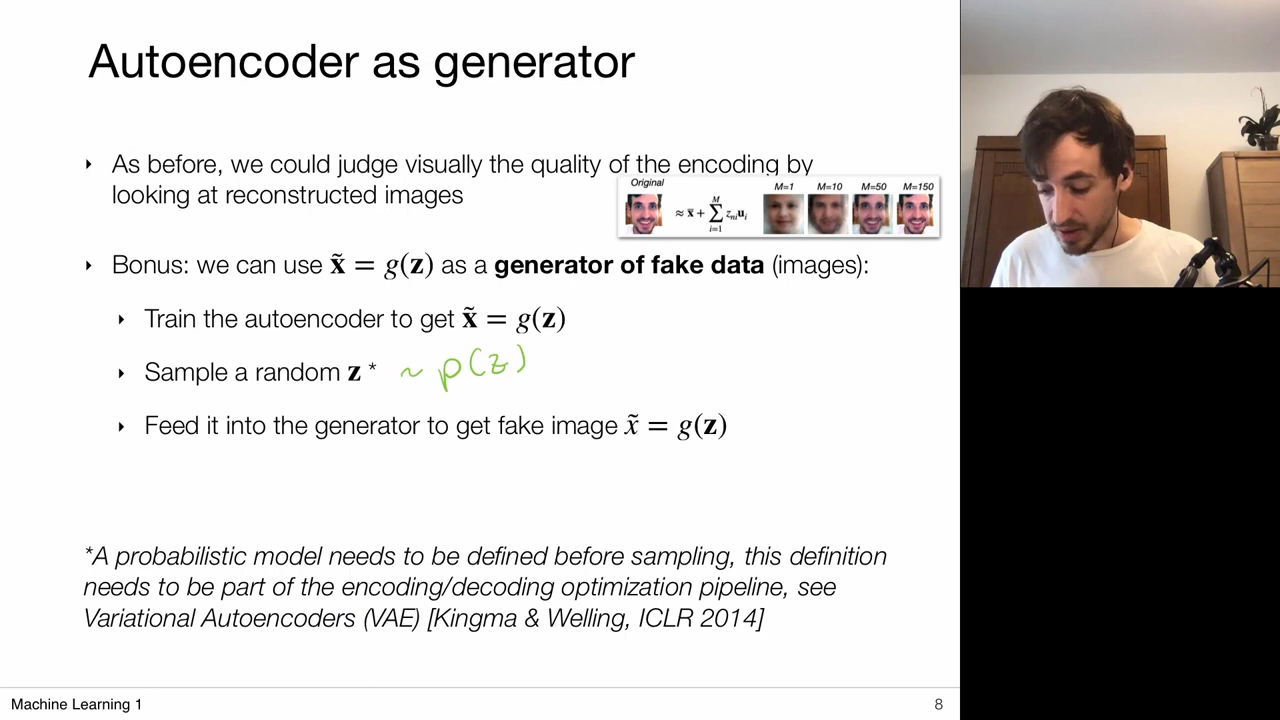 Autoencoder as generator
‣ As before, we could judge visually the quality of the encoding by
looking at reconstructed images
Original M=1 M=10 M=50 M=150
≈ x̄ + ∑_{i=1}^{M} z_{ni} u_i
‣ Bonus: we can use x̃ = g(z) as a generator of fake data (images):
‣ Train the autoencoder to get x̃ = g(z)
‣ Sample a random z * ~ p(z)
‣ Feed it into the generator to get fake image x̃ = g(z)
*A probabilistic model needs to be defined before sampling, this definition
needs to be part of the encoding/decoding optimization pipeline, see
Variational Autoencoders (VAE) [Kingma & Welling, ICLR 2014]
Machine Learning 1 8